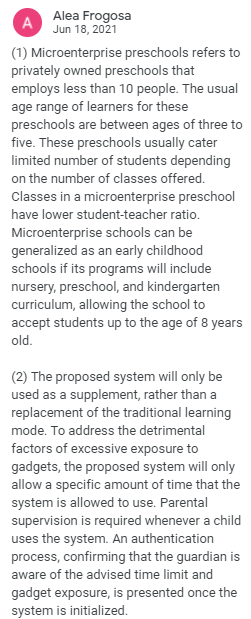 A
Alea Frogosa
Jun 18, 2021
(1) Microenterprise preschools refers to
privately owned preschools that
employs less than 10 people. The usual
age range of learners for these
preschools are between ages of three to
five. These preschools usually cater
limited number of students depending
on the number of classes offered.
Classes in a microenterprise preschool
have lower student-teacher ratio.
Microenterprise schools can be
generalized as an early childhood
schools if its programs will include
nursery, preschool, and kindergarten
curriculum, allowing the school to
accept students up to the age of 8 years
old.
(2) The proposed system will only be
used as a supplement, rather than a
replacement of the traditional learning
mode. To address the detrimental
factors of excessive exposure to
gadgets, the proposed system will only
allow a specific amount of time that the
system is allowed to use. Parental
supervision is required whenever a child
uses the system. An authentication
process, confirming that the guardian is
aware of the advised time limit and
gadget exposure, is presented once the
system is initialized.